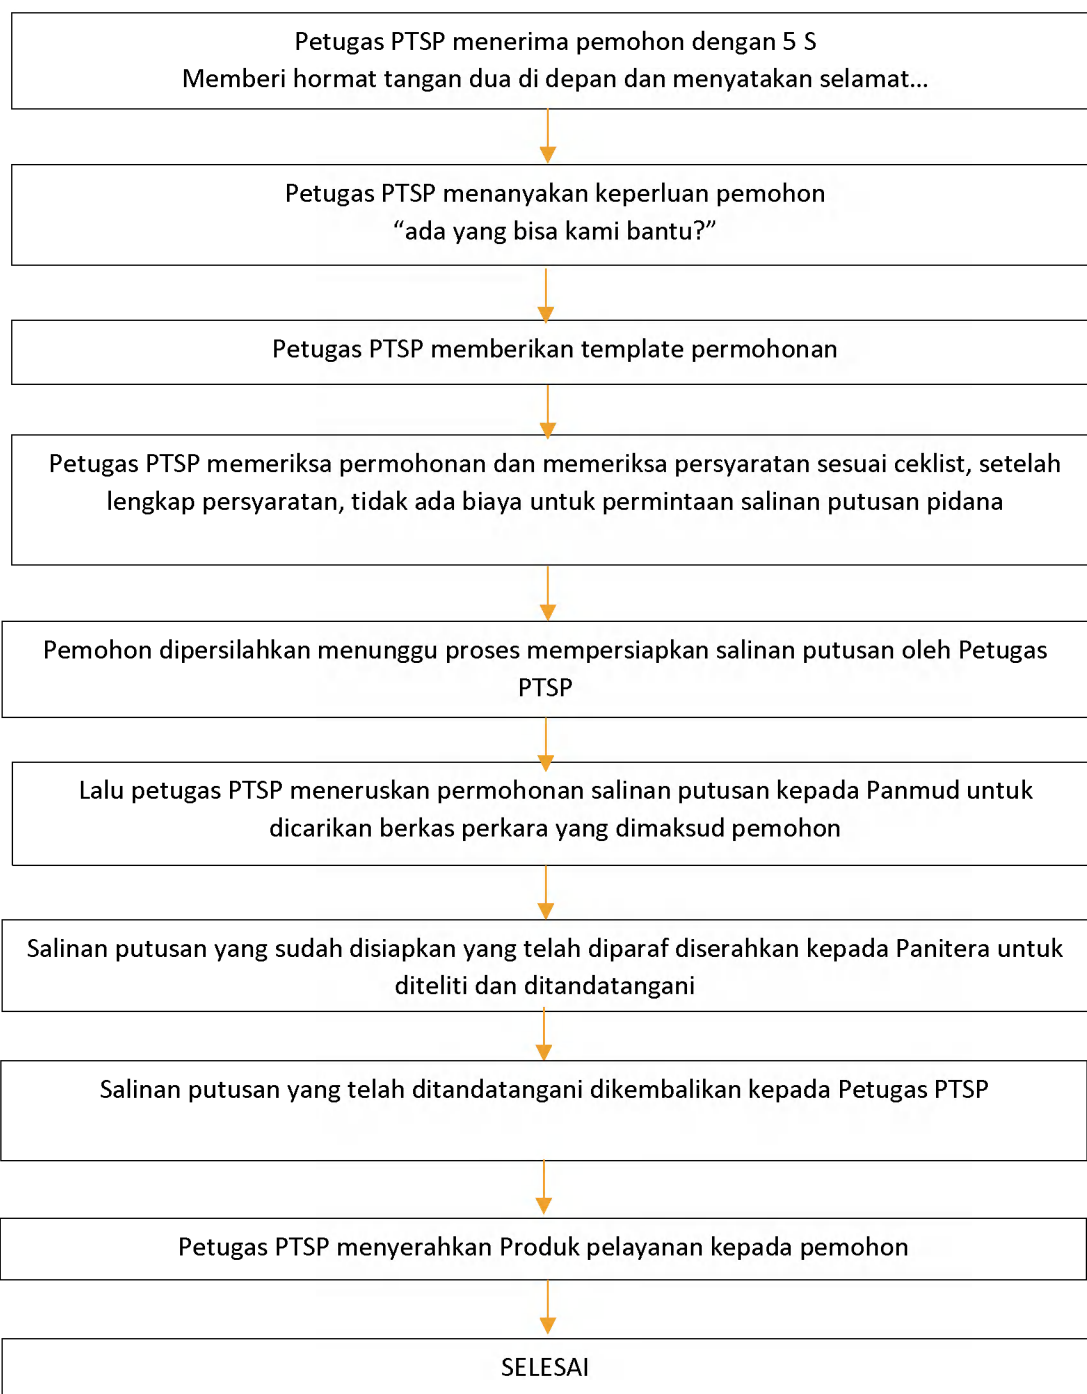 Petugas PTSP menerima pemohon dengan 5 S
Memberi hormat tangan dua di depan dan menyatakan selamat...
Petugas PTSP menanyakan keperluan pemohon
“ada yang bisa kami bantu?”
Petugas PTSP memberikan template permohonan
Petugas PTSP memeriksa permohonan dan memeriksa persyaratan sesuai ceklist, setelah
lengkap persyaratan, tidak ada biaya untuk permintaan salinan putusan pidana
Pemohon dipersilahkan menunggu proses mempersiapkan salinan putusan oleh Petugas
PTSP
Lalu petugas PTSP meneruskan permohonan salinan putusan kepada Panmud untuk
dicarikan berkas perkara yang dimaksud pemohon
Salinan putusan yang sudah disiapkan yang telah diparaf diserahkan kepada Panitera untuk
diteliti dan ditandatangani
Salinan putusan yang telah ditandatangani dikembalikan kepada Petugas PTSP
Petugas PTSP menyerahkan Produk pelayanan kepada pemohon
SELESAI